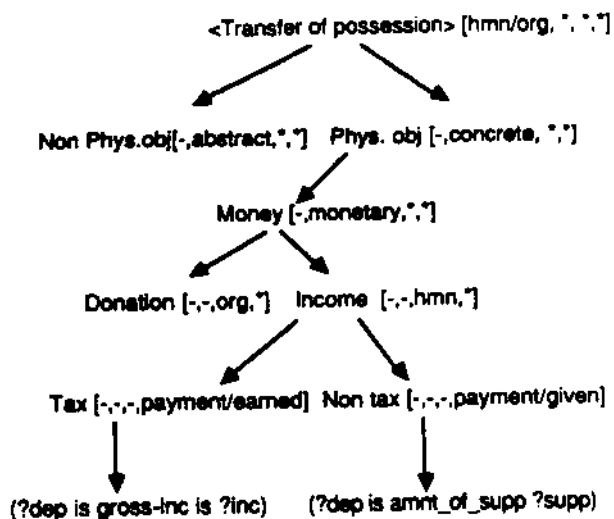 <Transfer of possession> [hmn/org, *, *,*]
Non Phys.obj[-,abstract,*,*] Phys. obj [-,concrete, *,*]
Money [-,monetary,*,*]
Donation [-,-,org,*] Income [-,-,hmn,*]
Tax [-,-,-,payment/earned] Non tax [-,-,-,payment/given]
(?dep is gross-inc is ?inc) (?dep is amnt_of_supp ?supp)